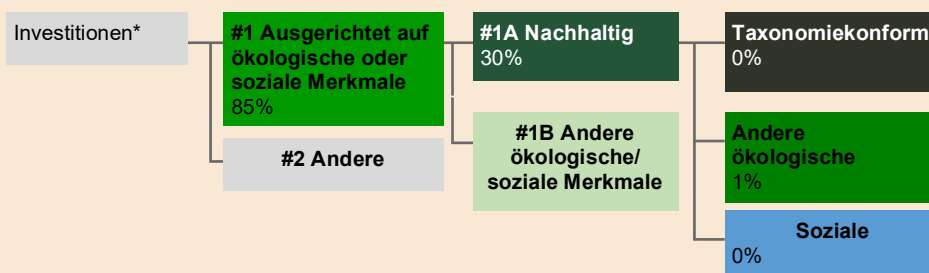 Investitionen*
#1 Ausgerichtet auf
ökologische oder
soziale Merkmale
85%
#2 Andere
#1A Nachhaltig
30%
#1B Andere
ökologische/
soziale Merkmale
Taxonomiekonform
0%
Andere
ökologische
1%
Soziale
0%